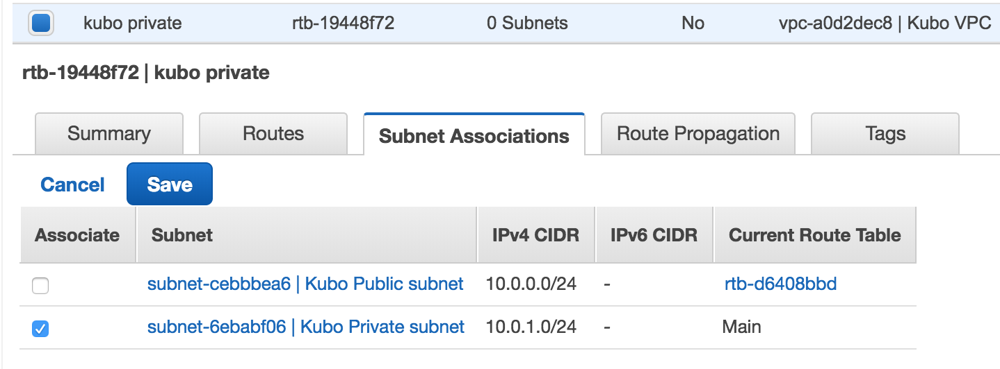 kubo private rtb-19448f72 0 Subnets No vpc-a0d2dec8 | Kubo VPC
rtb-19448f72 | kubo private
Summary Routes Subnet Associations Route Propagation Tags
Cancel Save
Associate Subnet IPv4 CIDR IPv6 CIDR Current Route Table
subnet-cebbbea6 | Kubo Public subnet 10.0.0.0/24 - rtb-d6408bbd
subnet-6ebabf06 | Kubo Private subnet 10.0.1.0/24 - Main